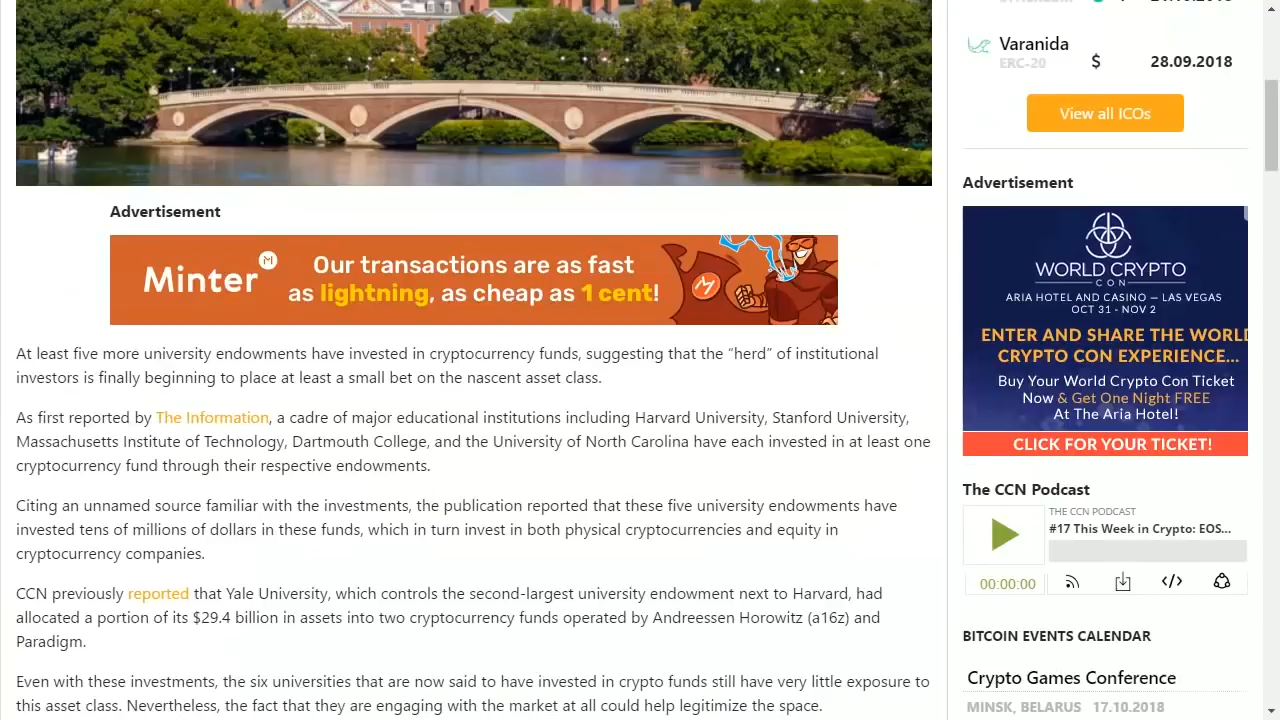 Varanida
ERC-20
$
28.09.2018
View all ICOs
Advertisement
Minter
Our transactions are as fast
as lightning, as cheap as 1 cent!
At least five more university endowments have invested in cryptocurrency funds, suggesting that the “herd” of institutional
investors is finally beginning to place at least a small bet on the nascent asset class.
As first reported by The Information, a cadre of major educational institutions including Harvard University, Stanford University,
Massachusetts Institute of Technology, Dartmouth College, and the University of North Carolina have each invested in at least one
cryptocurrency fund through their respective endowments.
Citing an unnamed source familiar with the investments, the publication reported that these five university endowments have
invested tens of millions of dollars in these funds, which in turn invest in both physical cryptocurrencies and equity in
cryptocurrency companies.
CCN previously reported that Yale University, which controls the second-largest university endowment next to Harvard, had
allocated a portion of its $29.4 billion in assets into two cryptocurrency funds operated by Andreessen Horowitz (a16z) and
Paradigm.
Even with these investments, the six universities that are now said to have invested in crypto funds still have very little exposure to
this asset class. Nevertheless, the fact that they are engaging with the market at all could help legitimize the space.
Advertisement
WORLD CRYPTO
CON
ARIA HOTEL AND CASINO – LAS VEGAS
OCT 31 - NOV 2
ENTER AND SHARE THE WORLD
CRYPTO CON EXPERIENCE...
Buy Your World Crypto Con Ticket
Now & Get One Night FREE
At The Aria Hotel!
CLICK FOR YOUR TICKET!
The CCN Podcast
THE CCN PODCAST
#17 This Week in Crypto: EOS...
00:00:00
BITCOIN EVENTS CALENDAR
Crypto Games Conference
MINSK, BELARUS 17.10.2018